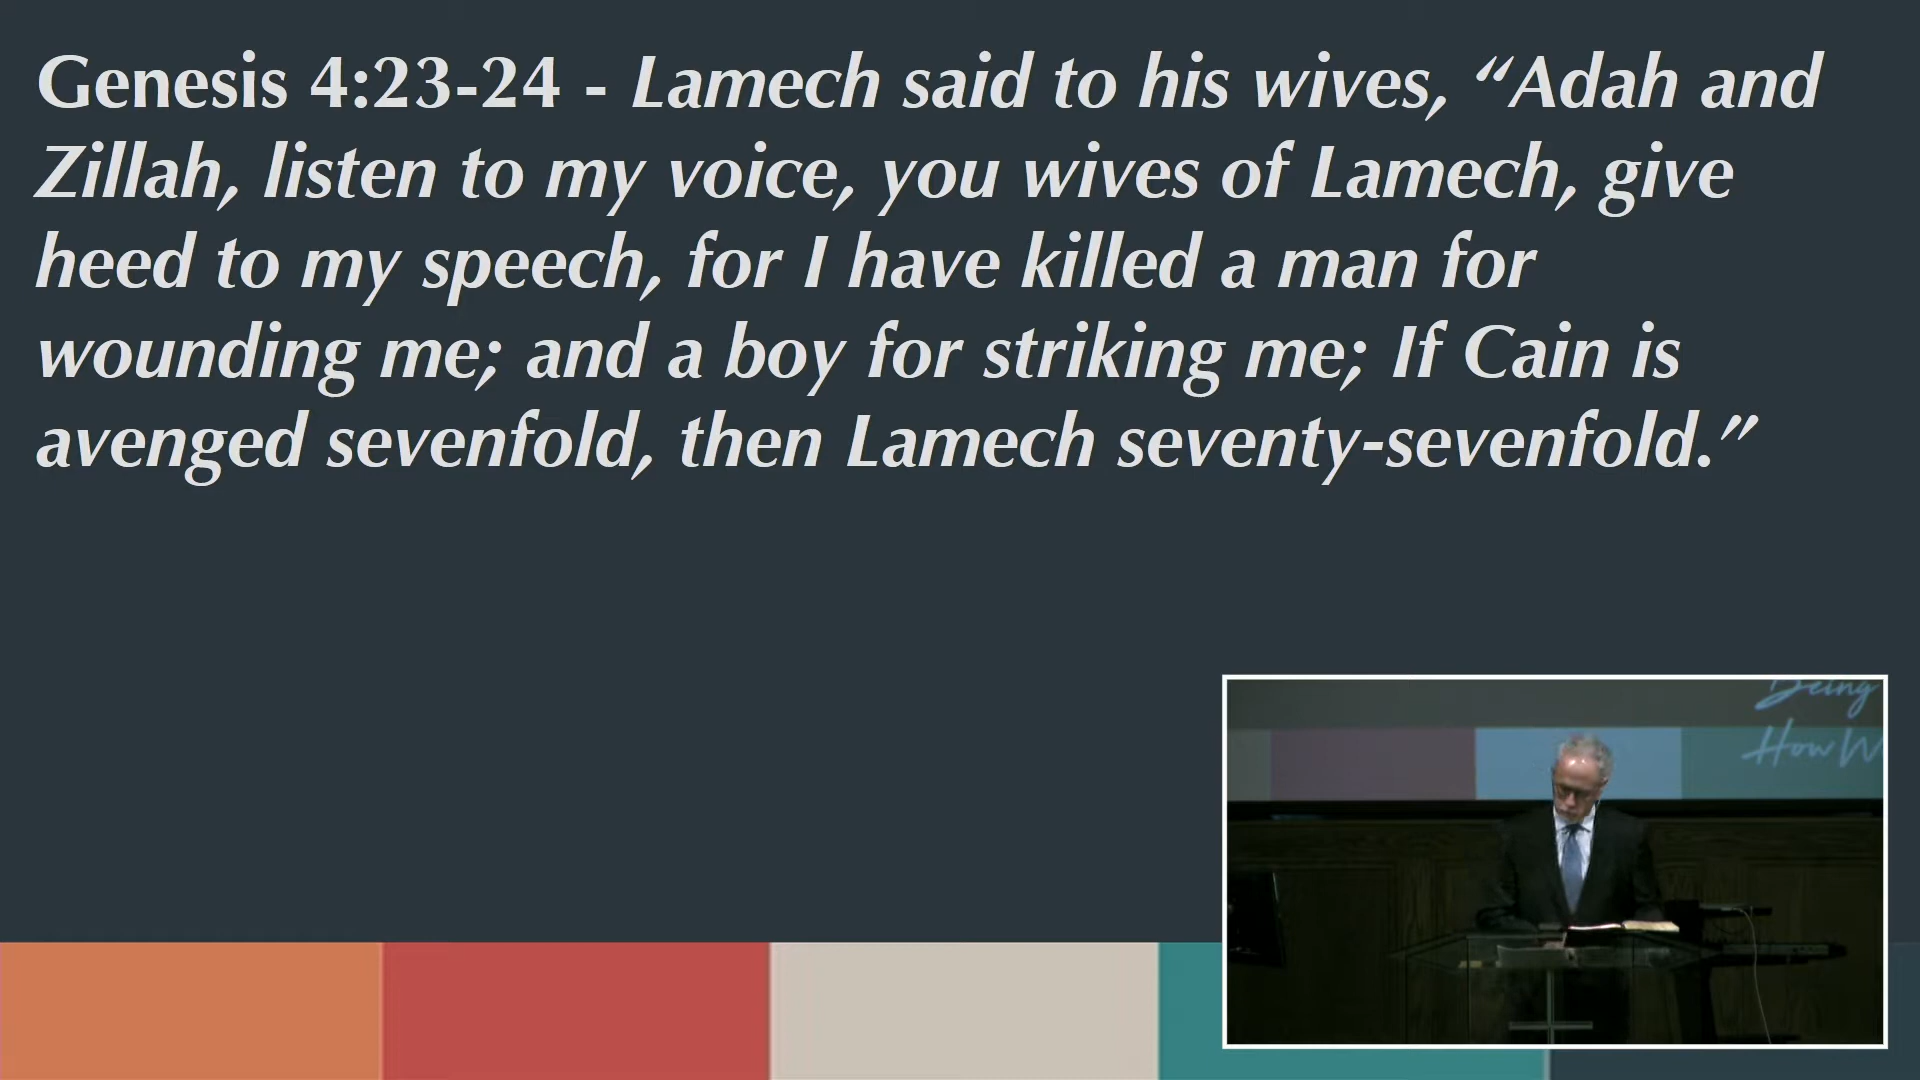 Genesis 4:23-24 - Lamech said to his wives, “Adah and
Zillah, listen to my voice, you wives of Lamech, give
heed to my speech, for I have killed a man for
wounding me; and a boy for striking me; If Cain is
avenged sevenfold, then Lamech seventy-sevenfold.”
Being
How W